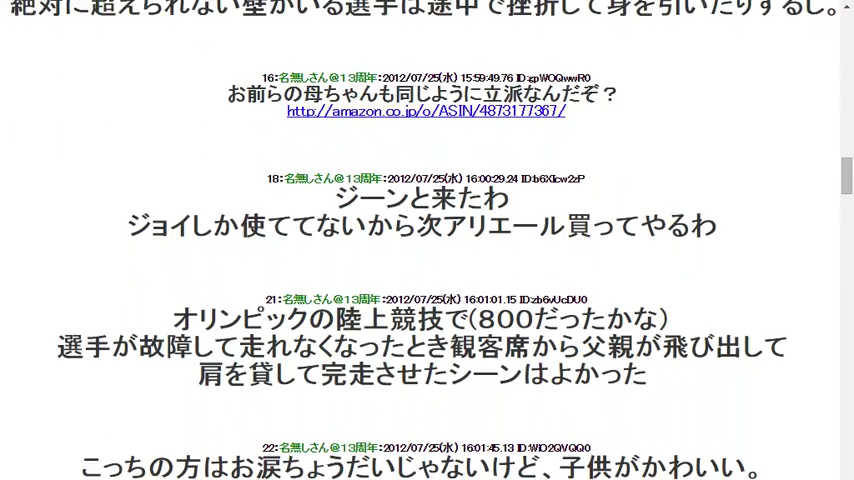 絶対に超えられない壁がいる選手は途中で挫折して身を引いたりするし。
16：名無しさん＠13周年：2012/07/25(水) 15:59:49.76 ID:gpWOQwwR0
お前らの母ちゃんも同じように立派なんだぞ？
http://amazon.co.jp/o/ASIN/4873177367/
18：名無しさん＠13周年：2012/07/25(水) 16:00:29.24 ID:b6XIcw2zP
ジーンと来たわ
ジョイしか使ててないから次アリエール買ってやるわ
21：名無しさん＠13周年：2012/07/25(水) 16:01:01.15 ID:zb6vUcDU0
オリンピックの陸上競技で(800だったかな)
選手が故障して走れなくなったとき観客席から父親が飛び出して
肩を貸して完走させたシーンはよかった
22：名無しさん＠13周年：2012/07/25(水) 16:01:45.13 ID:WlO2QVQQ0
こっちの方はお涙ちょうだいじゃないけど、子供がかわいい。